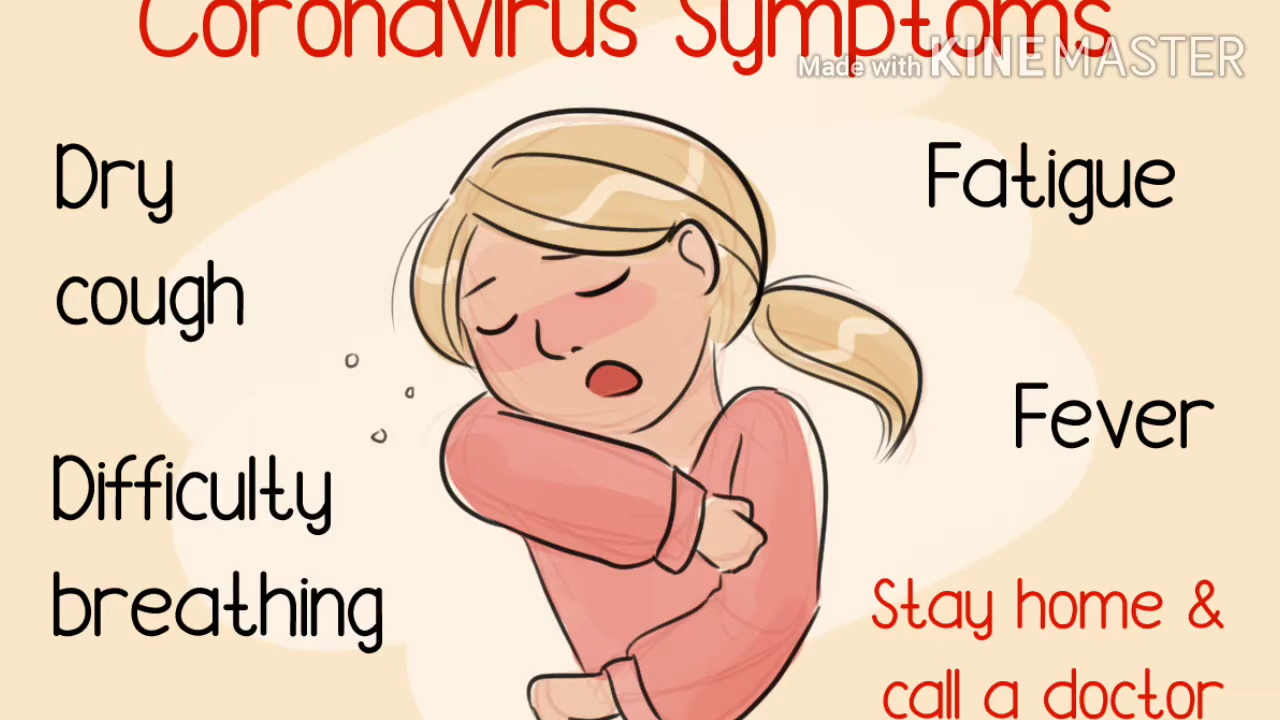 Coronavirus Symptoms
Made with KINEMASTER
Dry
cough
Difficulty
breathing
Fatigue
Fever
Stay home &
call a doctor